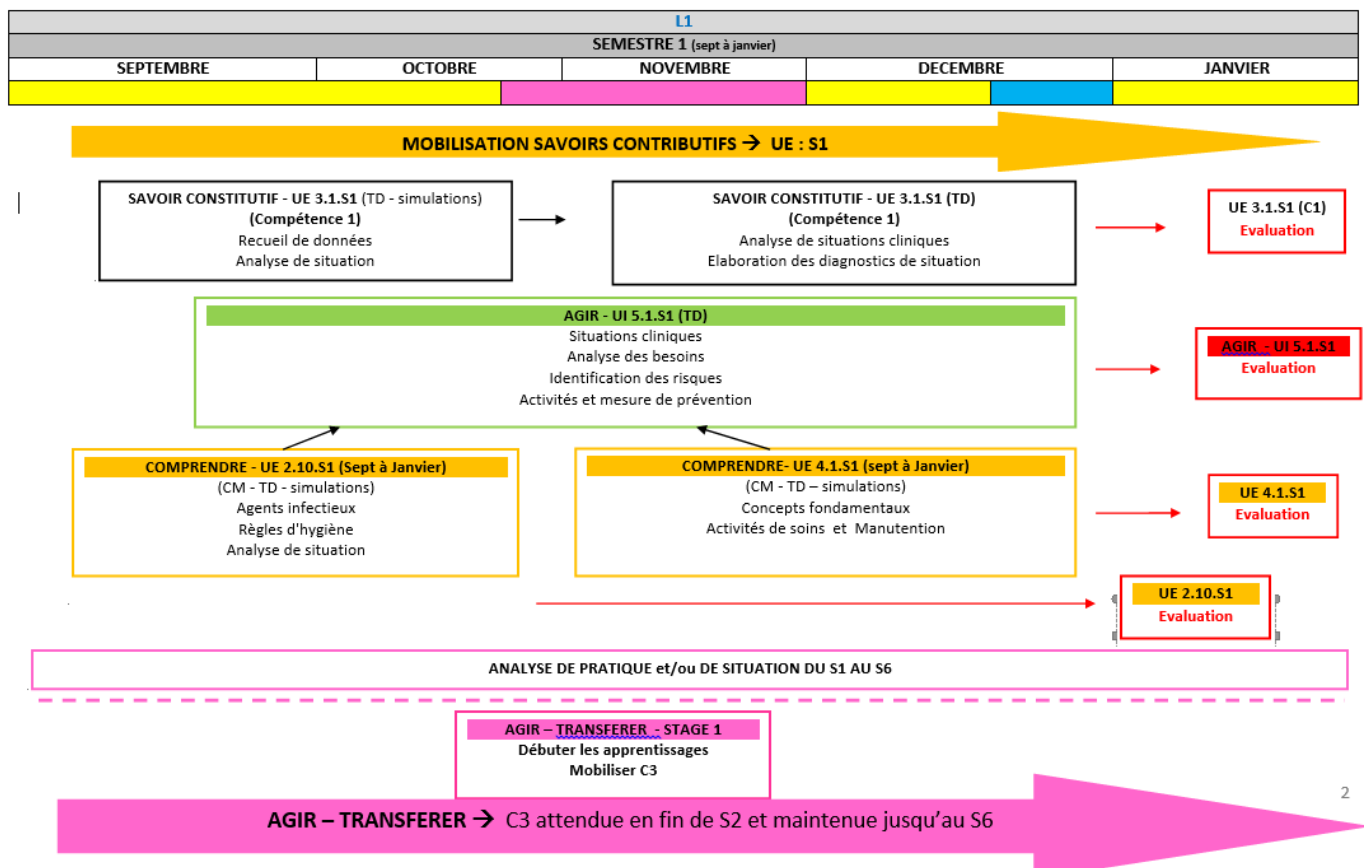 L1
SEMESTRE 1 (sept à janvier)
SEPTEMBRE
OCTOBRE
NOVEMBRE
DECEMBRE
JANVIER
MOBILISATION SAVOIRS CONTRIBUTIFS → UE : S1
SAVOIR CONSTITUTIF - UE 3.1.S1 (TD - simulations)
(Compétence 1)
Recueil de données
Analyse de situation
SAVOIR CONSTITUTIF - UE 3.1.S1 (TD)
(Compétence 1)
Analyse de situations cliniques
Elaboration des diagnostics de situation
UE 3.1.S1 (C1)
Evaluation
AGIR - UI 5.1.S1 (TD)
Situations cliniques
Analyse des besoins
Identification des risques
Activités et mesure de prévention
AGIR - UI 5.1.S1
Evaluation
COMPRENDRE - UE 2.10.S1 (Sept à Janvier)
(CM - TD - simulations)
Agents infectieux
Règles d'hygiène
Analyse de situation
COMPRENDRE- UE 4.1.S1 (sept à Janvier)
(CM - TD – simulations)
Concepts fondamentaux
Activités de soins et Manutention
UE 4.1.S1
Evaluation
UE 2.10.S1
Evaluation
ANALYSE DE PRATIQUE et/ou DE SITUATION DU S1 AU S6
AGIR – TRANSFERER - STAGE 1
Débuter les apprentissages
Mobiliser C3
2
AGIR – TRANSFERER → C3 attendue en fin de S2 et maintenue jusqu'au S6